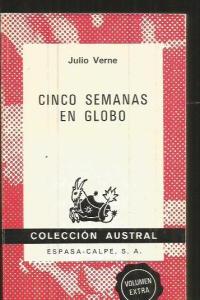 Julio Verne
CINCO SEMANAS
EN GLOBO
COLECCIÓN AUSTRAL
ESPASA-CALPE, S. A.
VOLUMEN
EXTRA